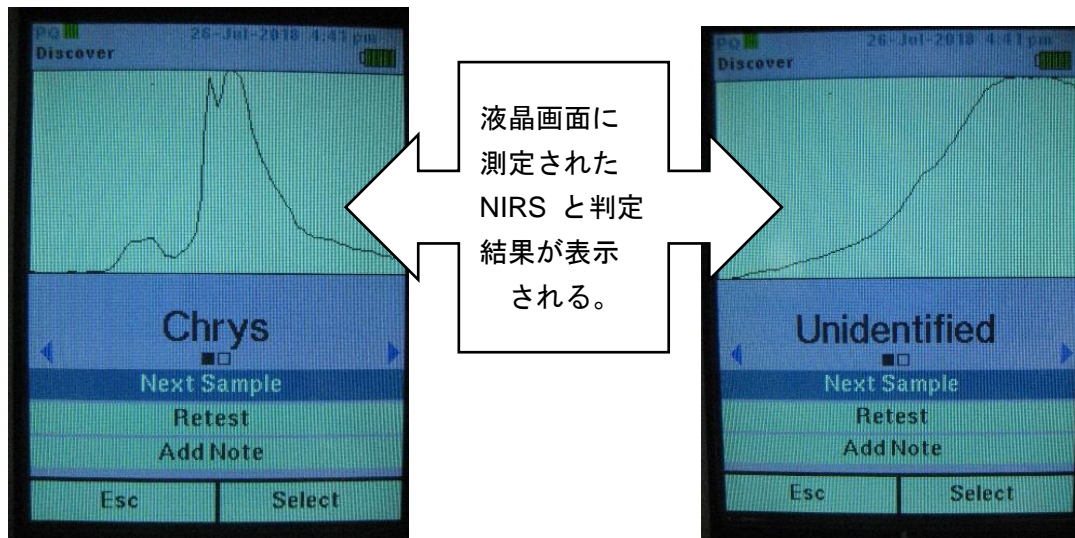 PQ 26-Jul-2018 4:41 pm
Discover
Chrys
Next Sample
Retest
Add Note
Esc Select
液晶画面に
測定された
NIRS と判定
結果が表示
される。
PQ 26-Jul-2018 4:41 pm
Discover
Unidentified
Next Sample
Retest
Add Note
Esc Select